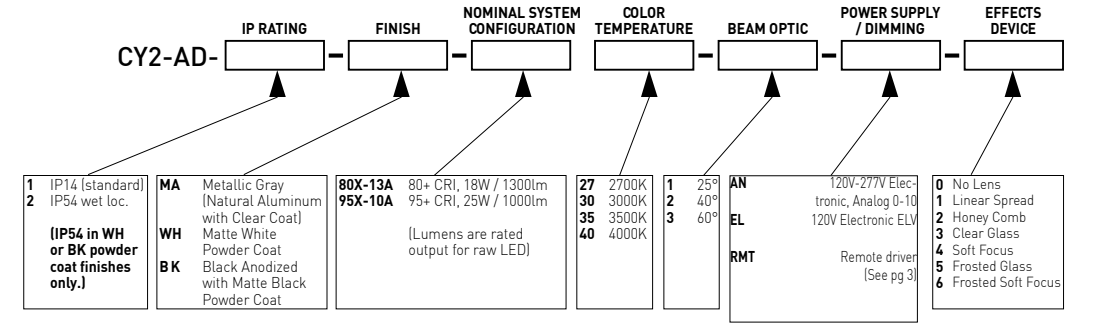 IP RATING
FINISH
NOMINAL SYSTEM
CONFIGURATION
COLOR
TEMPERATURE
BEAM OPTIC
POWER SUPPLY
/ DIMMING
EFFECTS
DEVICE
CY2-AD-
1 IP14 (standard)
2 IP54 wet loc.
(IP54 in WH
or BK powder
coat finishes
only.)
MA Metallic Gray
(Natural Aluminum
with Clear Coat)
WH Matte White
Powder Coat
BK Black Anodized
with Matte Black
Powder Coat
80X-13A 80+ CRI, 18W / 1300lm
95X-10A 95+ CRI, 25W / 1000lm
(Lumens are rated
output for raw LED)
27 2700K
30 3000K
35 3500K
40 4000K
1 25°
2 40°
3 60°
AN 120V-277V Elec-
tronic, Analog 0-10
EL 120V Electronic ELV
RMT Remote driver
(See pg 3)
0 No Lens
1 Linear Spread
2 Honey Comb
3 Clear Glass
4 Soft Focus
5 Frosted Glass
6 Frosted Soft Focus